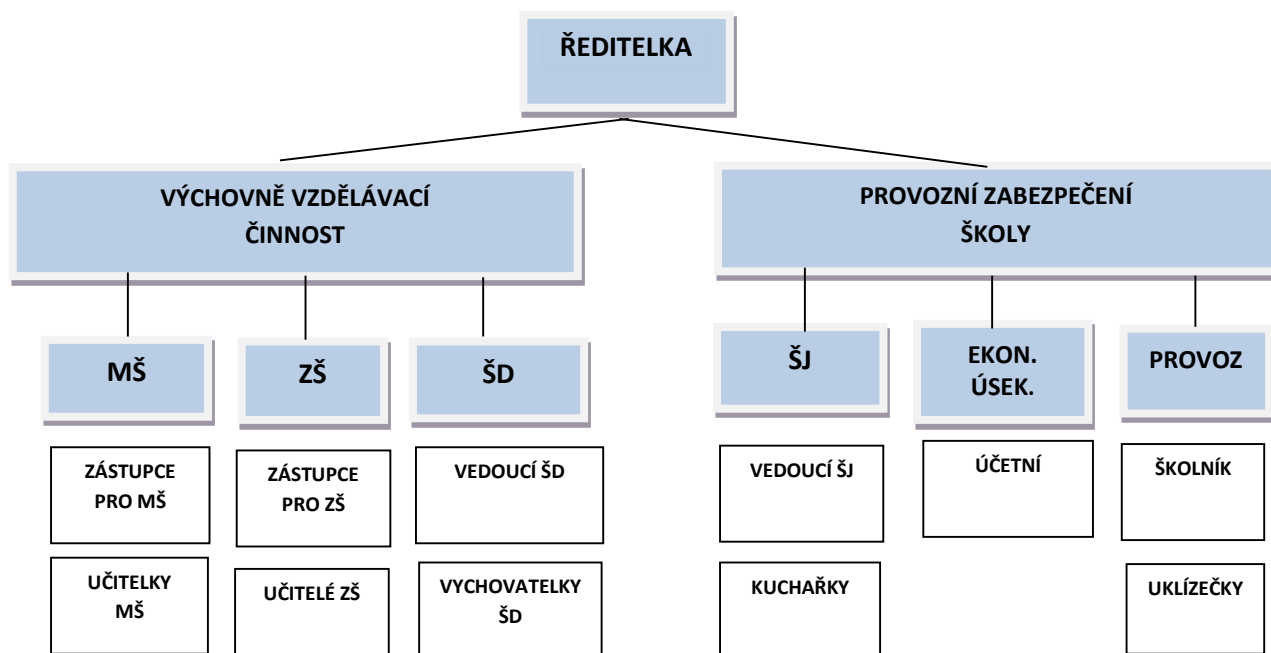 ŘEDITELKA
VÝCHOVNĚ VZDĚLÁVACÍ
ČINNOST
PROVOZNÍ ZABEZPEČENÍ
ŠKOLY
MŠ
ZŠ
ŠD
ŠJ
EKON.
ÚSEK.
PROVOZ
ZÁSTUPCE
PRO MŠ
ZÁSTUPCE
PRO ZŠ
VEDOUCÍ ŠD
VEDOUCÍ ŠJ
ÚČETNÍ
ŠKOLNÍK
UČITELKY
MŠ
UČITELÉ ZŠ
VYCHOVATELKY
ŠD
KUCHAŘKY
UKLÍZEČKY